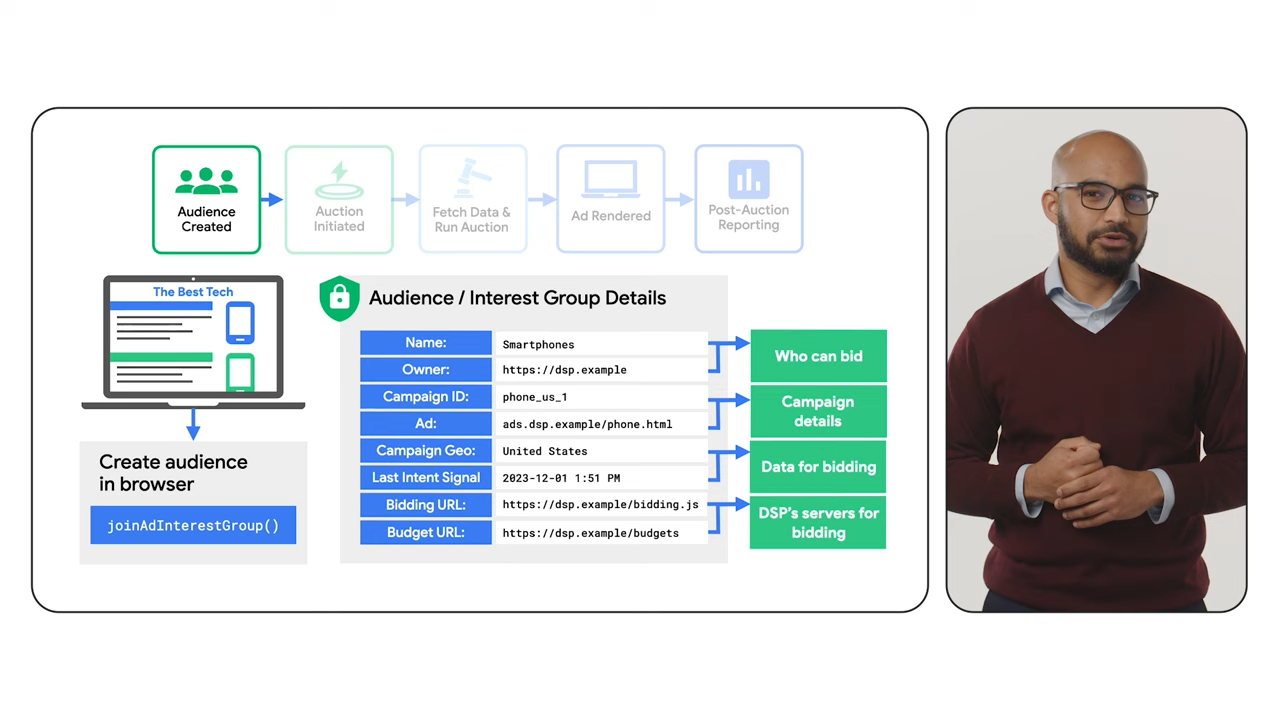 Audience
Created
Auction
Initiated
Fetch Data &
Run Auction
Ad Rendered
Post-Auction
Reporting
The Best Tech
Create audience
in browser
joinAdInterestGroup()
Audience / Interest Group Details
Name: Smartphones
Owner: https://dsp.example
Campaign ID: phone_us_1
Ad: ads.dsp.example/phone.html
Campaign Geo: United States
Last Intent Signal 2023-12-01 1:51 PM
Bidding URL: https://dsp.example/bidding.js
Budget URL: https://dsp.example/budgets
Who can bid
Campaign
details
Data for bidding
DSP's servers for
bidding